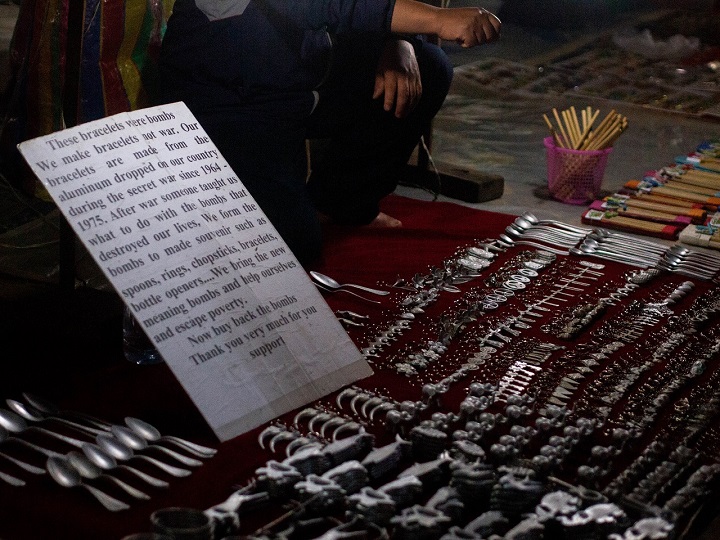 These bracelets were bombs
We make bracelets not war. Our
bracelets are made from the
aluminum dropped on our country
during the secret war since 1964 -
1975. After war someone taught us
what to do with the bombs that
destroyed our lives, We form the
bombs to made souvenir such as
spoons, rings, chopsticks, bracelets,
bottle openers....We bring the new
meaning bombs and help ourselves
and escape poverty.
Now buy back the bombs
Thank you very much for you
support